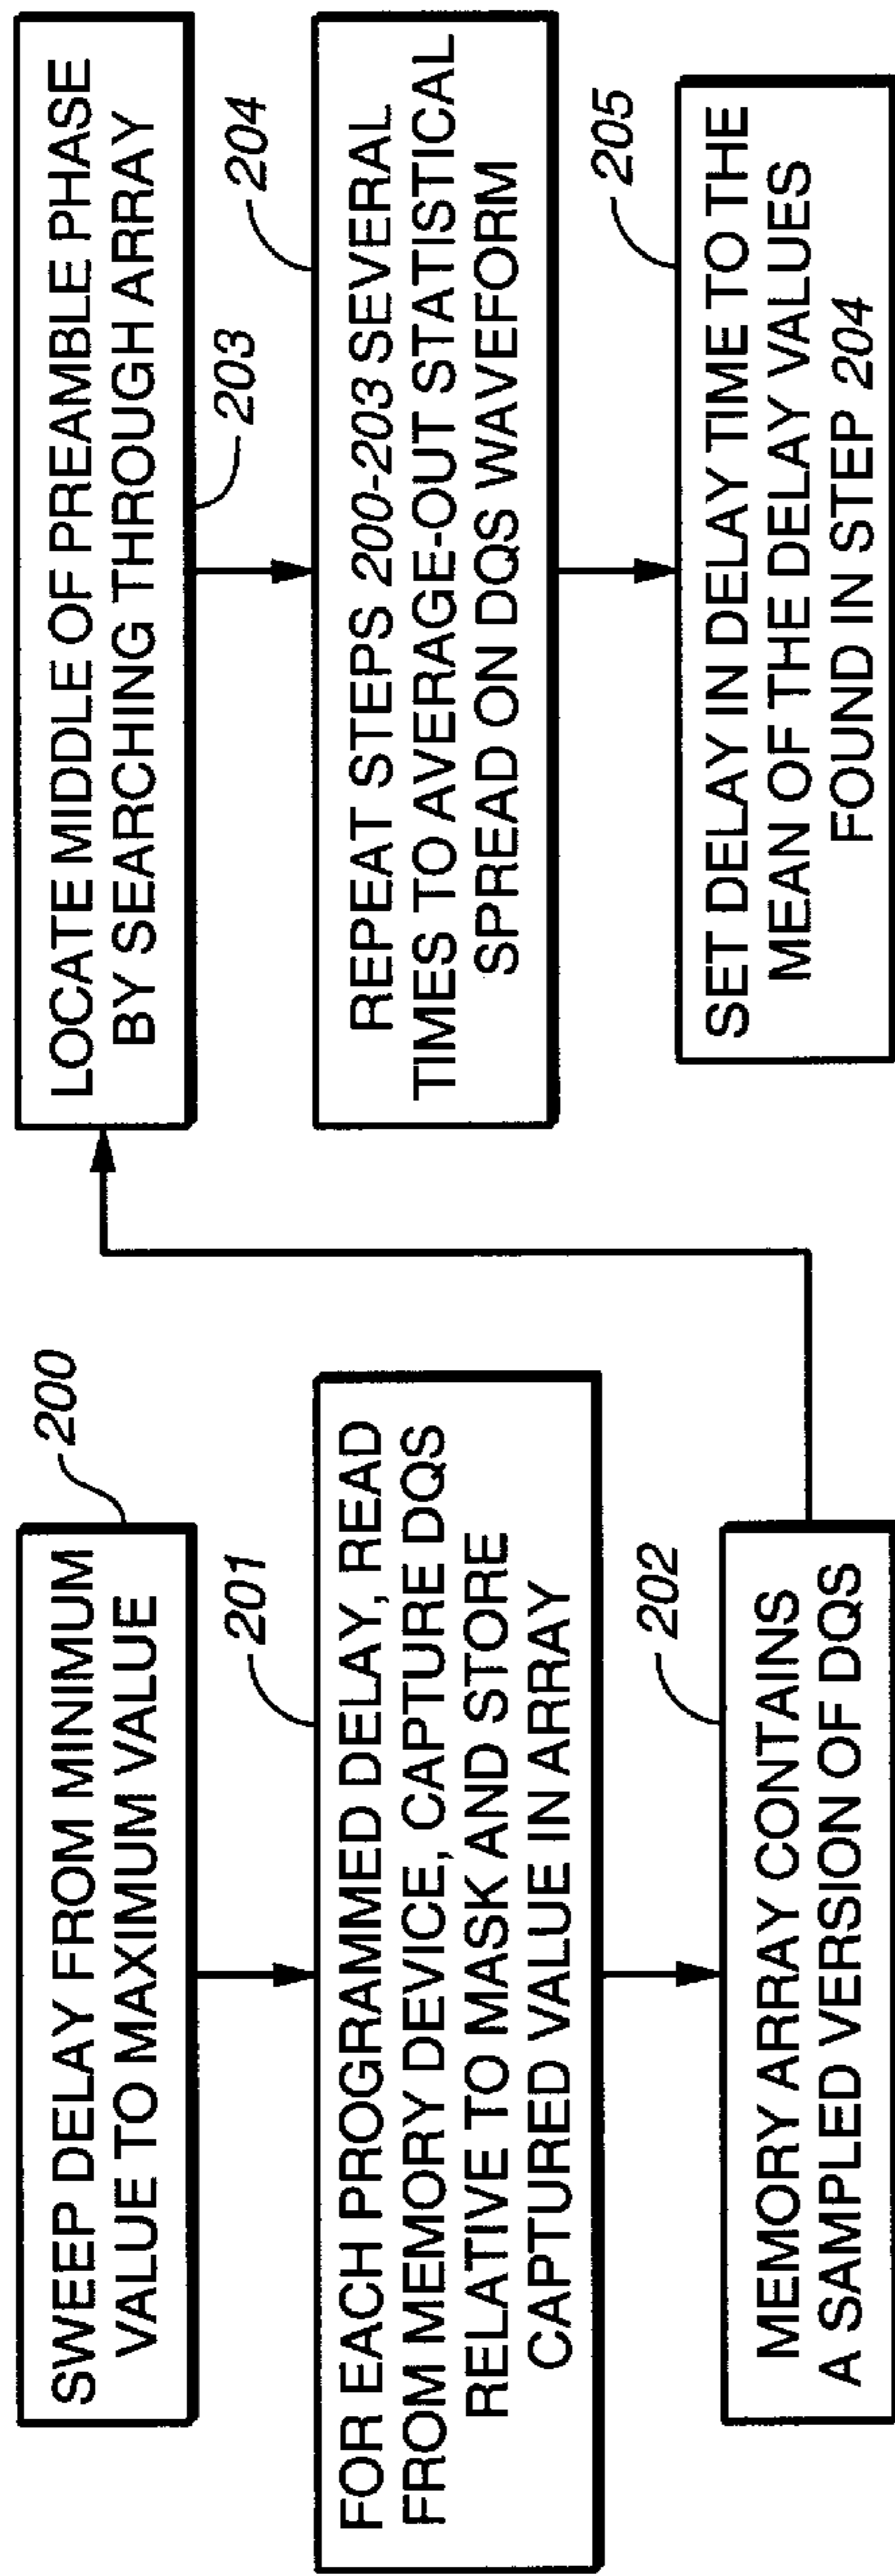 SWEEP DELAY FROM MINIMUM
VALUE TO MAXIMUM VALUE
200
FOR EACH PROGRAMMED DELAY, READ
FROM MEMORY DEVICE, CAPTURE DQS
RELATIVE TO MASK AND STORE
CAPTURED VALUE IN ARRAY
201
MEMORY ARRAY CONTAINS
A SAMPLED VERSION OF DQS
202
LOCATE MIDDLE OF PREAMBLE PHASE
BY SEARCHING THROUGH ARRAY
203
REPEAT STEPS 200-203 SEVERAL
TIMES TO AVERAGE-OUT STATISTICAL
SPREAD ON DQS WAVEFORM
204
SET DELAY IN DELAY TIME TO THE
MEAN OF THE DELAY VALUES
FOUND IN STEP 204
205